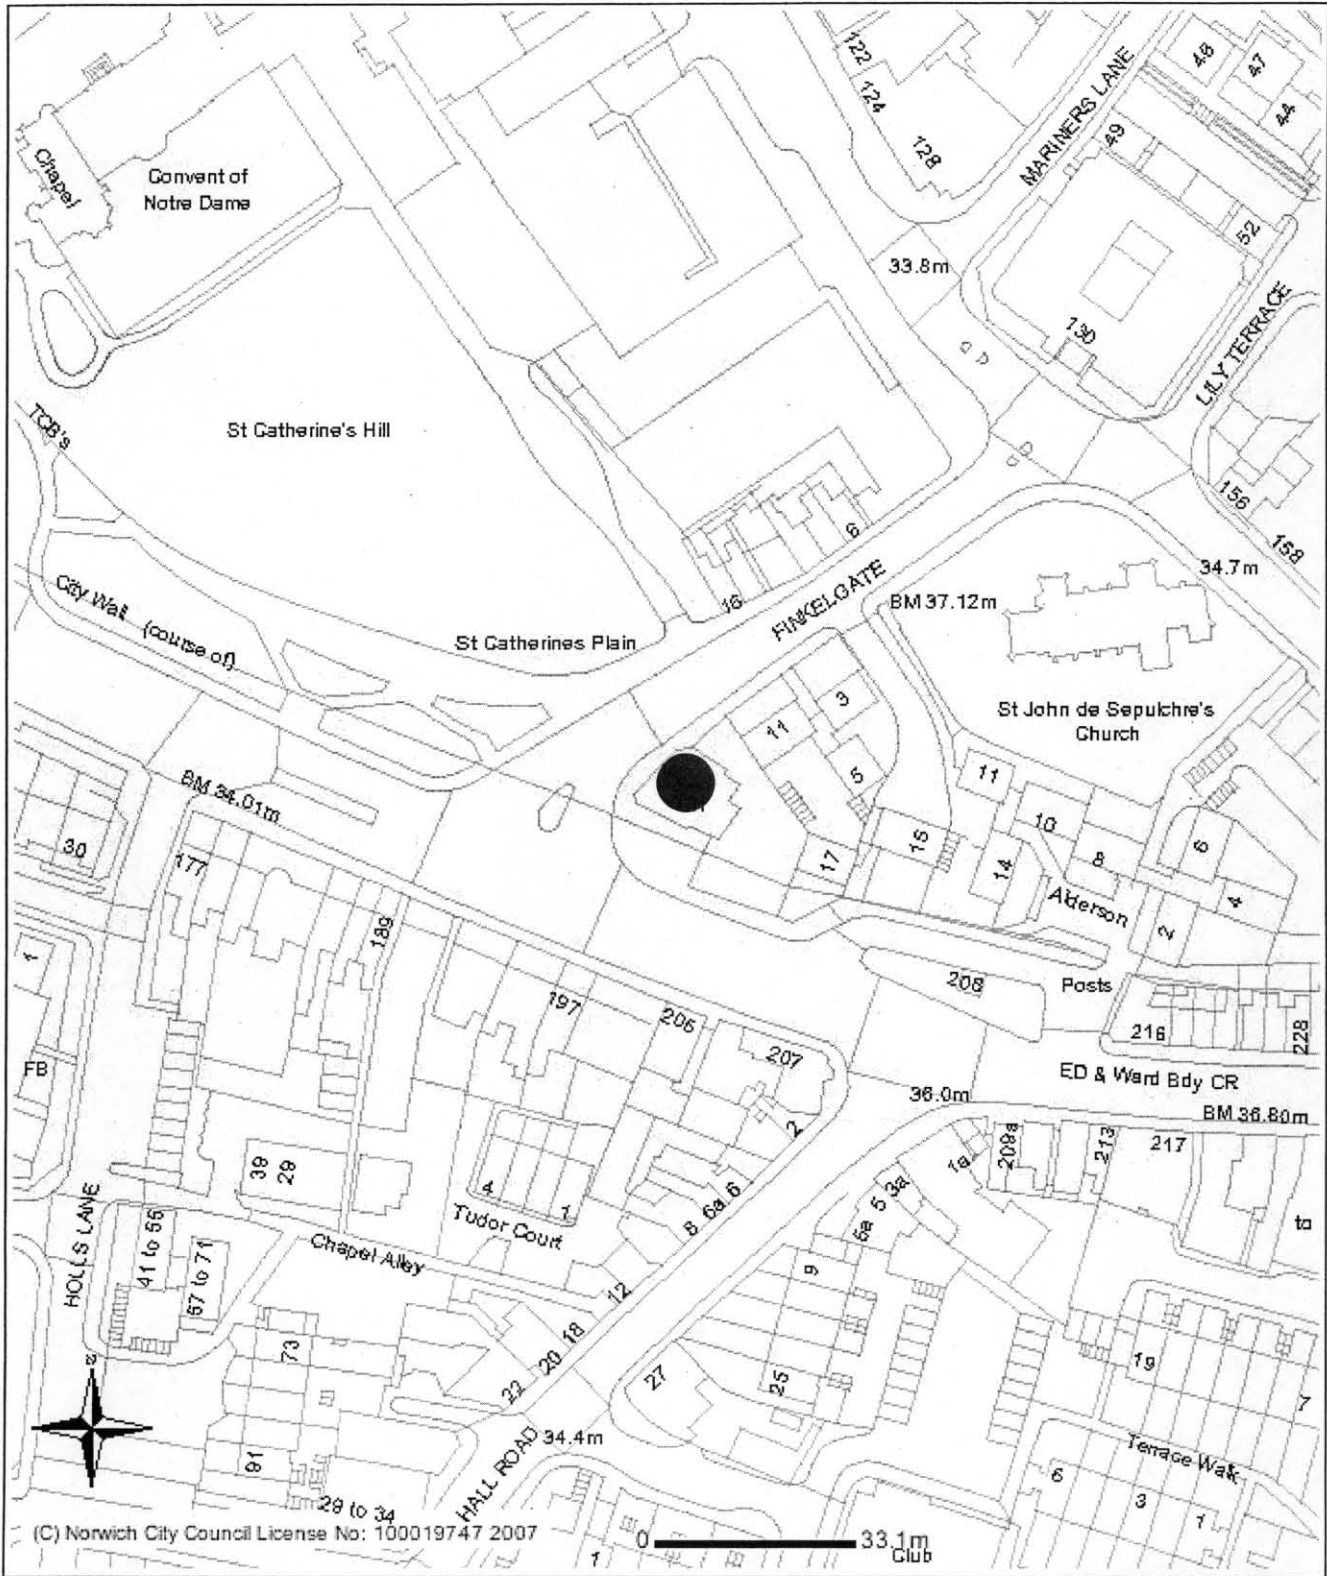 122
124
128
MARINERS LANE
46
47
44
49
52
Chapel
Convent of
Notre Dame
33.8m
130
LILY TERRACE
TCB's
St Catherine's Hill
156
158
6
16
34.7m
FINKELGATE
BM 37.12m
City Wall (course of)
St Catherines Plain
St John de Sepulchre's
Church
3
11
5
11
10
8
6
4
2
15
14
17
Alderson
BM 34.01m
30
177
189
1
197
205
207
208
Posts
216
228
FB
ED & Ward Bdy CR
36.0m
BM 36.80m
2
209a
213
217
1a
3a
5
5a
6
6a
8
39
29
4
1
Tudor Court
ta
HOLLS LANE
41 to 55
57 to 71
Chapel Alley
12
9
18
20
22
73
27
25
19
7
91
34.4m
HALL ROAD
Terrace Walk
6
3
1
z
28 to 34
(C) Norwich City Council License No: 100019747 2007
0
33.1m
Club
1